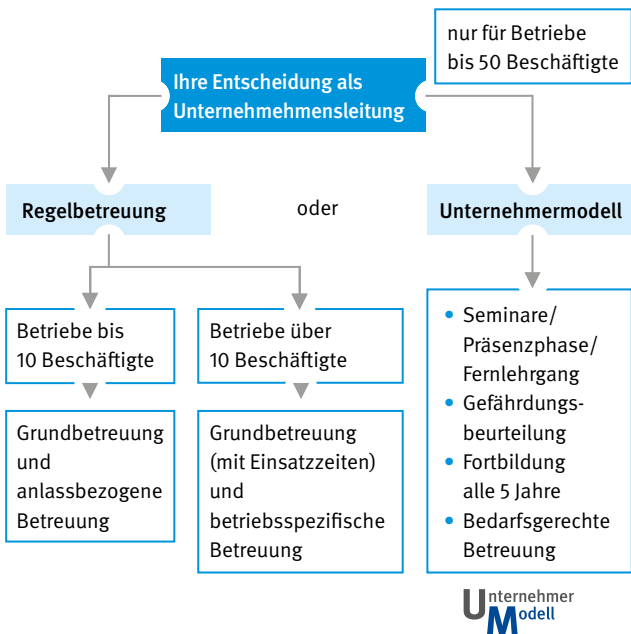 nur für Betriebe
bis 50 Beschäftigte
Ihre Entscheidung als
Unternehmehmensleitung
Regelbetreuung
oder
Unternehmermodell
Betriebe bis
10 Beschäftigte
Betriebe über
10 Beschäftigte
Grundbetreuung
und
anlassbezogene
Betreuung
Grundbetreuung
(mit Einsatzzeiten)
und
betriebsspezifische
Betreuung
• Seminare/
Präsenzphase/
Fernlehrgang
• Gefährdungs-
beurteilung
• Fortbildung
alle 5 Jahre
• Bedarfsgerechte
Betreuung
Unternehmer
Modell